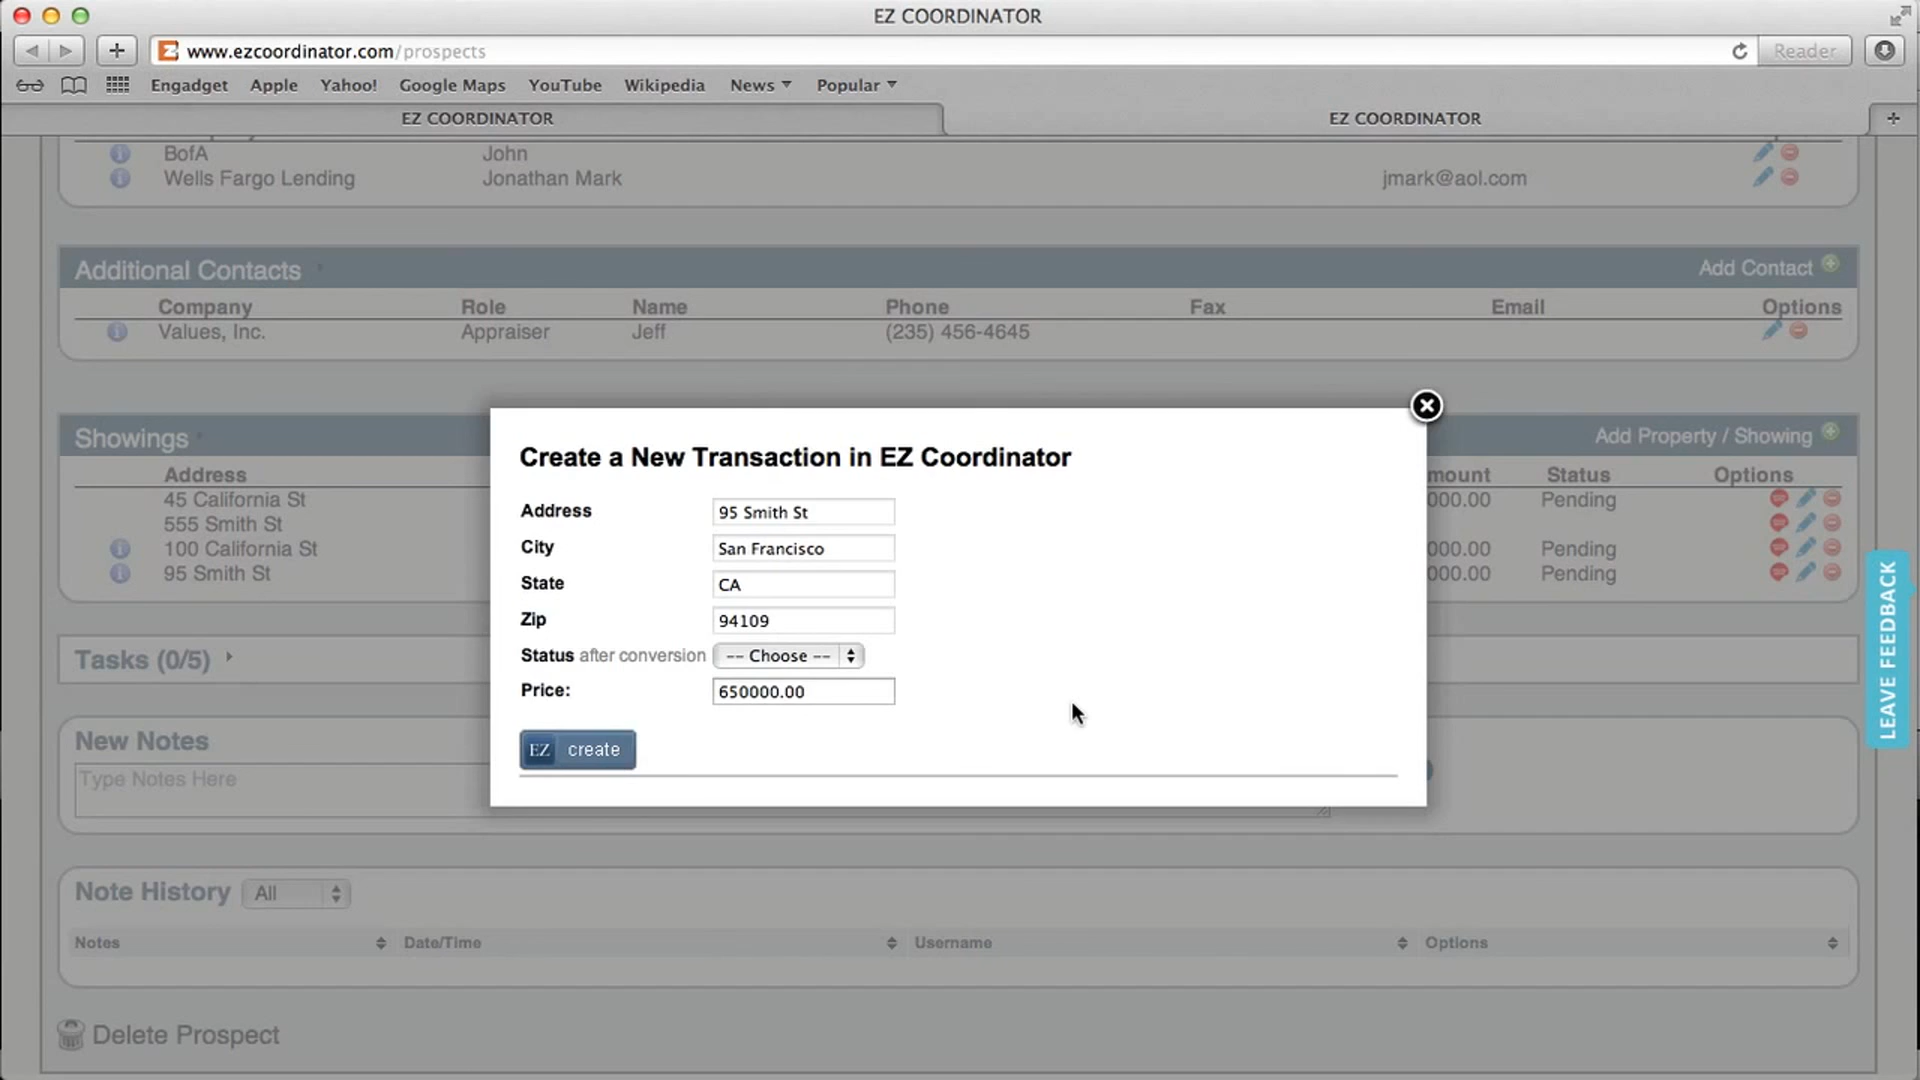 EZ COORDINATOR
www.ezcoordinator.com/prospects
Reader
Engadget Apple Yahoo! Google Maps YouTube Wikipedia News Popular
EZ COORDINATOR EZ COORDINATOR
BofA John
Wells Fargo Lending Jonathan Mark jmark@aol.com
Additional Contacts Add Contact
Company Role Name Phone Fax Email Options
Values, Inc. Appraiser Jeff (235) 456-4645
Showings Add Property / Showing
Address mount Status Options
45 California St 000.00 Pending
555 Smith St
100 California St 000.00 Pending
95 Smith St 000.00 Pending
Create a New Transaction in EZ Coordinator
Address 95 Smith St
City San Francisco
State CA
Zip 94109
Status after conversion -- Choose --
Price: 650000.00
EZ create
Tasks (0/5)
New Notes
Type Notes Here
Note History All
Notes Date/Time Username Options
Delete Prospect
LEAVE FEEDBACK